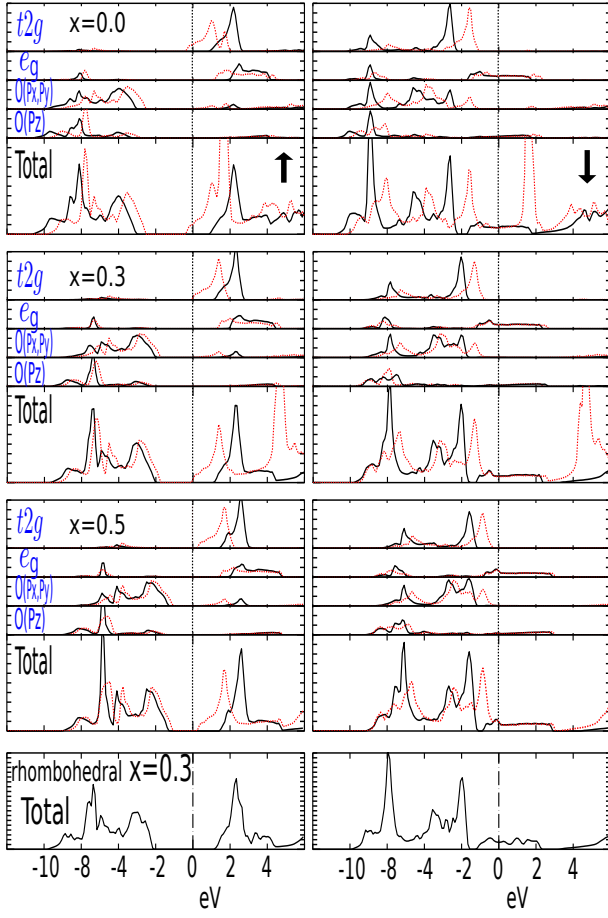 t2g x=0.0
eg
O(Px,Py)
O(Pz)
Total
t2g x=0.3
eg
O(Px,Py)
O(Pz)
Total
t2g x=0.5
eg
O(Px,Py)
O(Pz)
Total
rhombohedral x=0.3
Total
-10 -8 -6 -4 -2 0 2 4 -10 -8 -6 -4 -2 0 2 4
eV eV